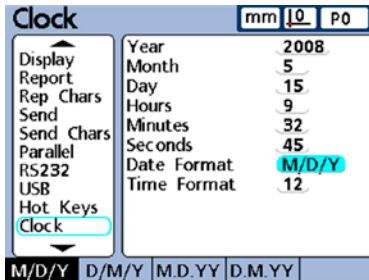 Clock mm 0 P0
Display
Report
Rep Chars
Send
Send Chars
Parallel
RS232
USB
Hot Keys
Clock
Year 2008
Month 5
Day 15
Hours 9
Minutes 32
Seconds 45
Date Format M/D/Y
Time Format 12
M/D/Y D/M/Y M.D.YY D.M.YY